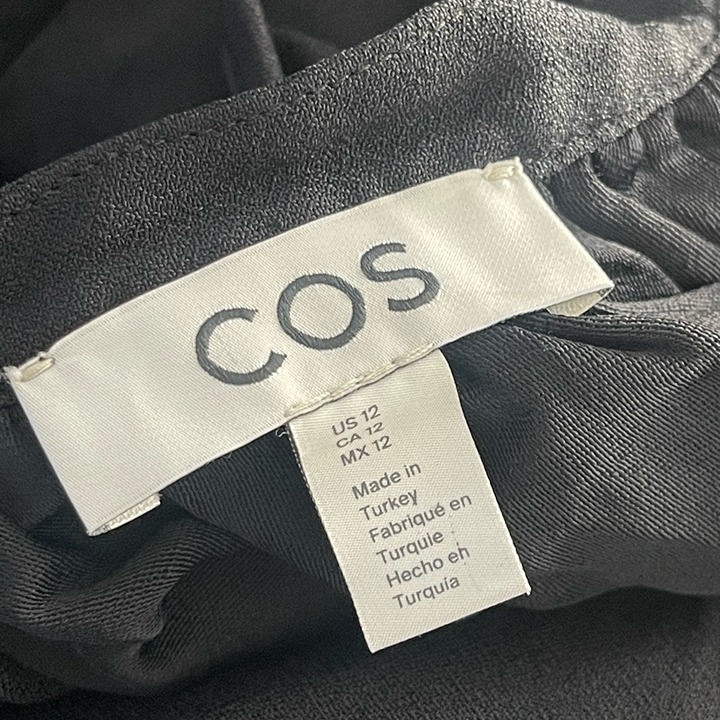 COS
US 12
CA 12
MX 12
Made in
Turkey
Fabriqué en
Turquie
Hecho en
Turquía